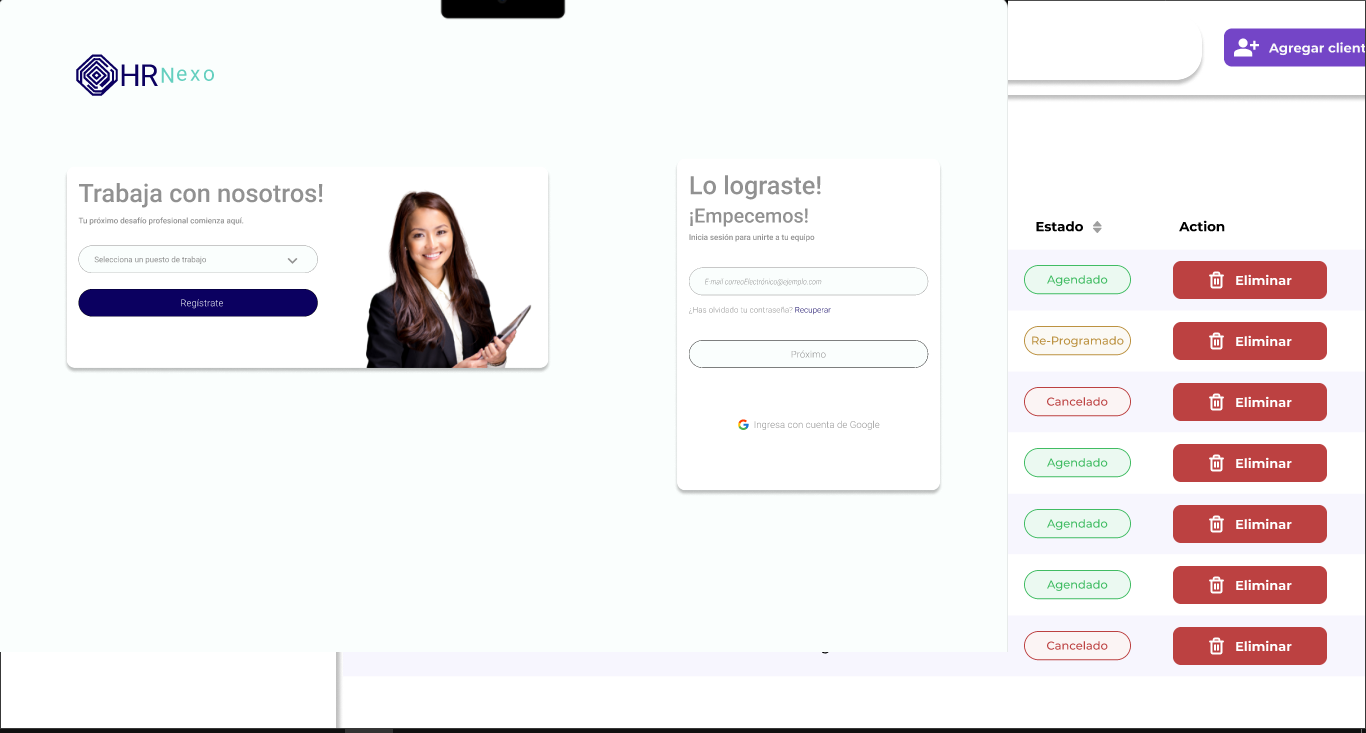 HRNexo
Agregar client
Trabaja con nosotros!
Tu próximo desafío profesional comienza aquí.
Selecciona un puesto de trabajo
Regístrate
Lo lograste!
¡Empecemos!
Inicia sesión para unirte a tu equipo
E-mail correoElectrónico@ejemplo.com
¿Has olvidado tu contraseña? Recuperar
Próximo
Ingresa con cuenta de Google
Estado Action
Agendado Eliminar
Re-Programado Eliminar
Cancelado Eliminar
Agendado Eliminar
Agendado Eliminar
Agendado Eliminar
Cancelado Eliminar